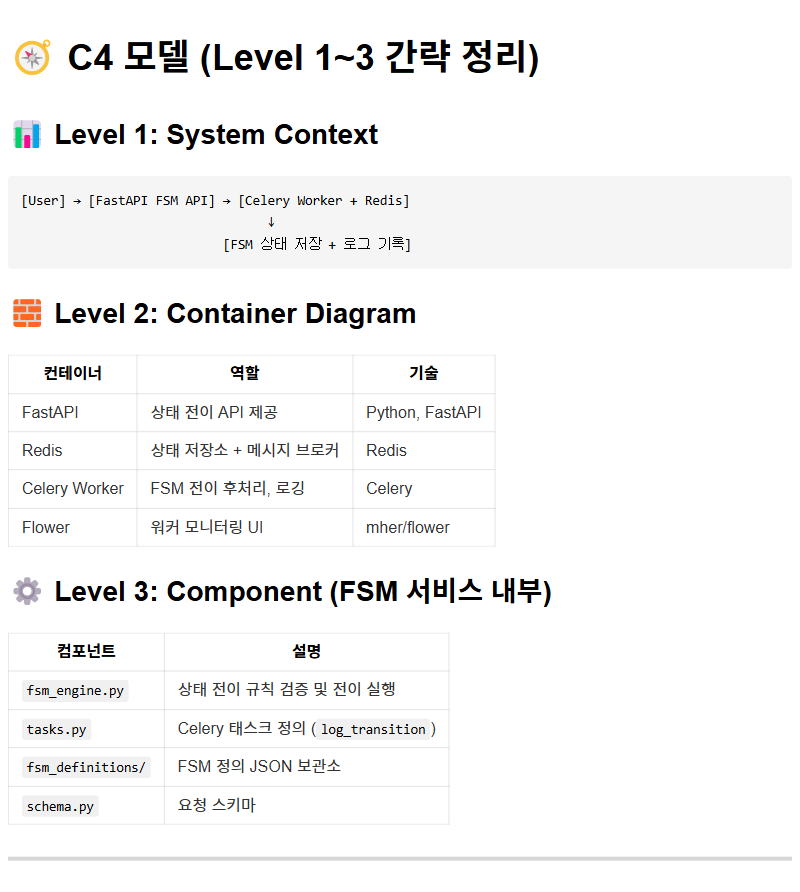 C4 모델 (Level 1~3 간략 정리)
Level 1: System Context
[User] → [FastAPI FSM API] → [Celery Worker + Redis]
↓
[FSM 상태 저장 + 로그 기록]
Level 2: Container Diagram
컨테이너 역할 기술
FastAPI 상태 전이 API 제공 Python, FastAPI
Redis 상태 저장소 + 메시지 브로커 Redis
Celery Worker FSM 전이 후처리, 로깅 Celery
Flower 워커 모니터링 UI mher/flower
Level 3: Component (FSM 서비스 내부)
컴포넌트 설명
fsm_engine.py 상태 전이 규칙 검증 및 전이 실행
tasks.py Celery 태스크 정의 (log_transition)
fsm_definitions/ FSM 정의 JSON 보관소
schema.py 요청 스키마